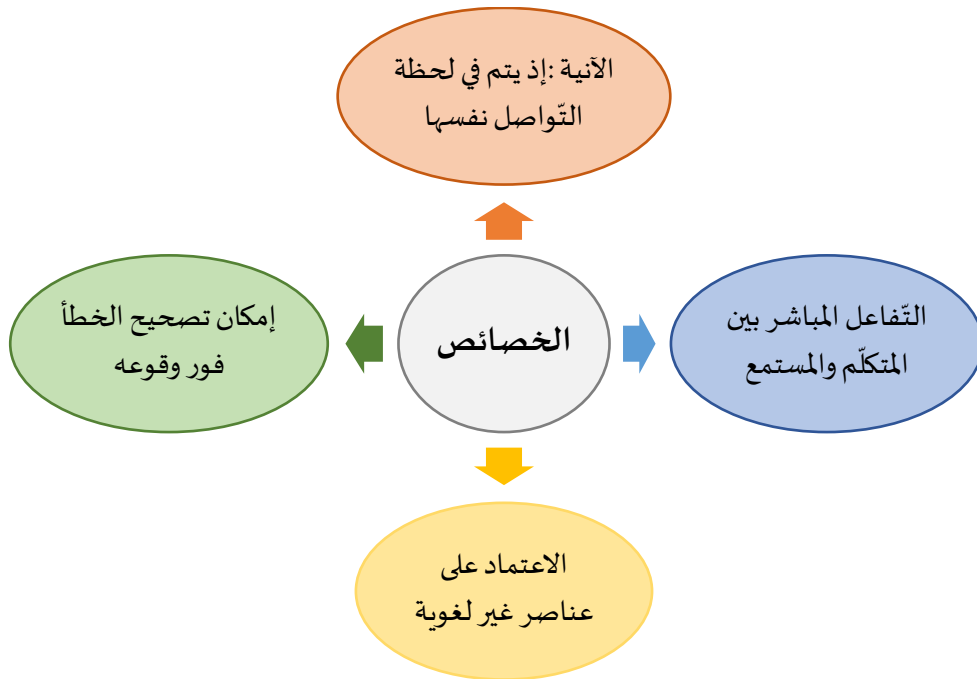 الآنية :إذ يتم في لحظة
التّواصل نفسها
التّفاعل المباشر بين
المتكلّم والمستمع
الخصائص
إمكان تصحيح الخطأ
فور وقوعه
الاعتماد على
عناصر غير لغوية